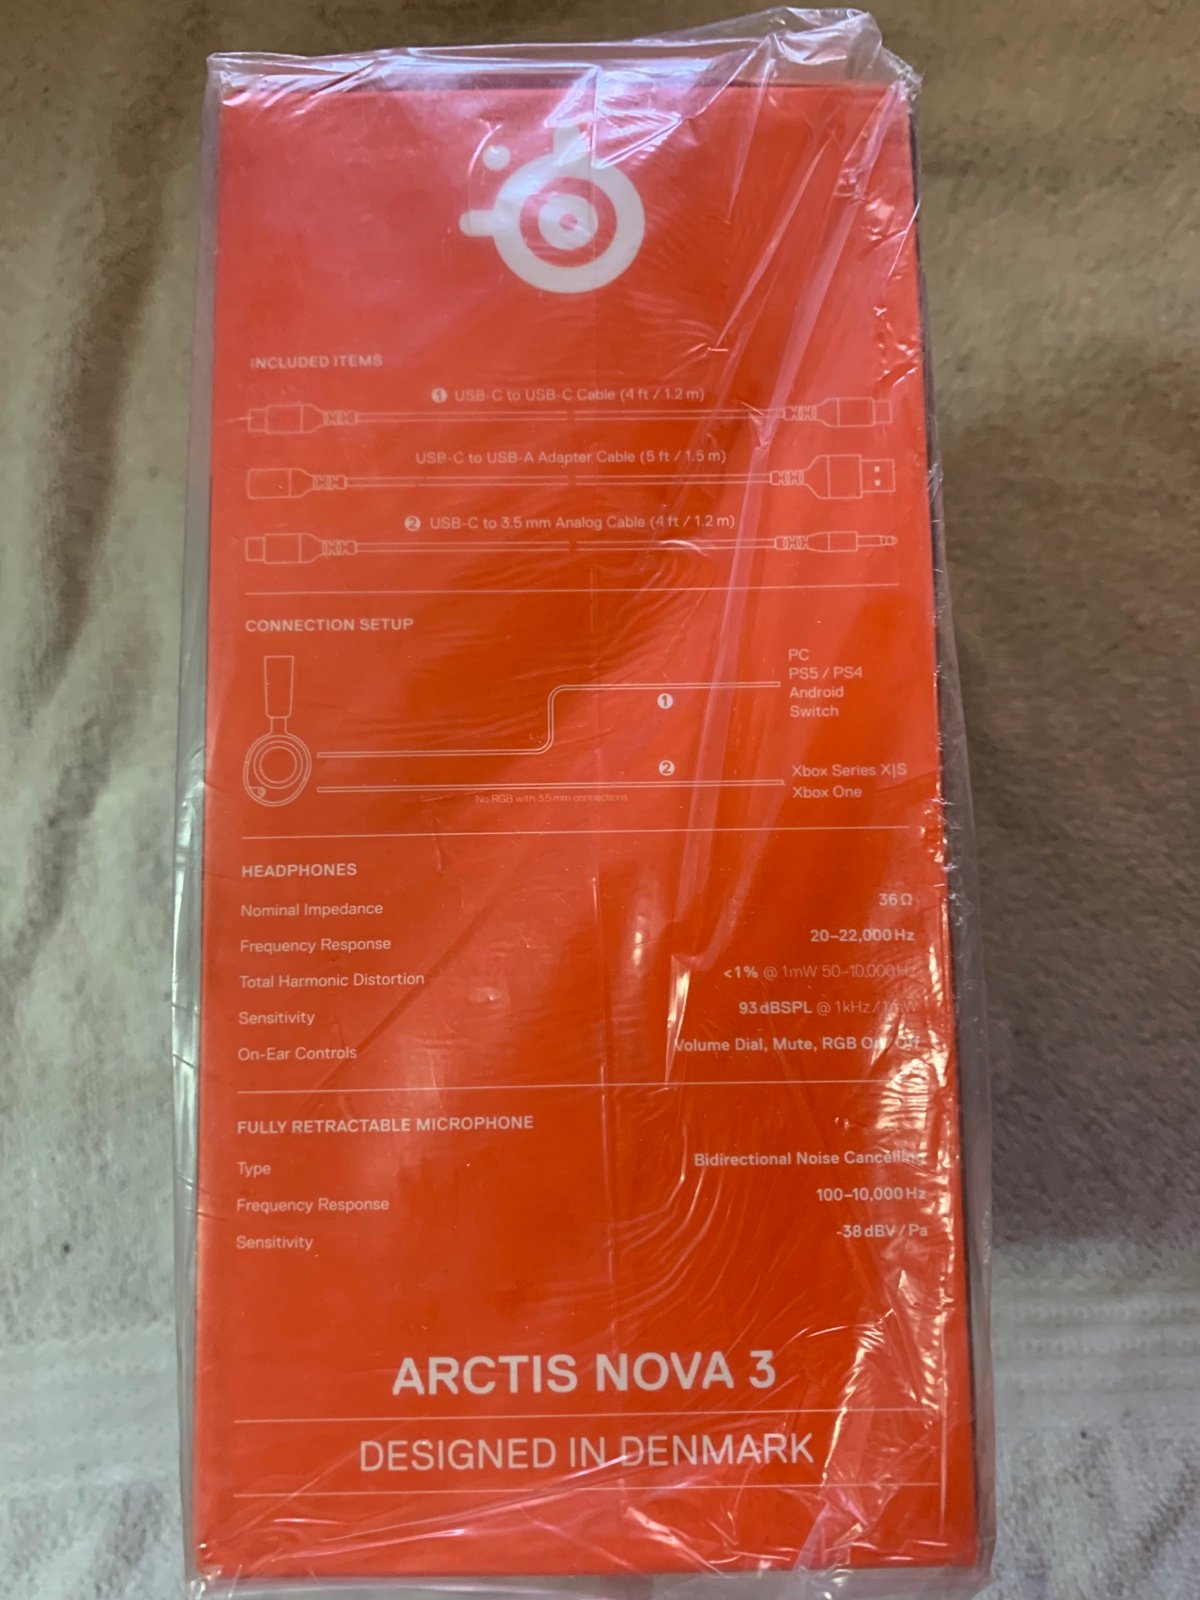 INCLUDED ITEMS
1 USB-C to USB-C Cable (4 ft / 1.2 m)
USB-C to USB-A Adapter Cable (5 ft / 1.5 m)
2 USB-C to 3.5 mm Analog Cable (4 ft / 1.2 m)
CONNECTION SETUP
PC
PS5 / PS4
Android
Switch
1
2
Xbox Series X|S
Xbox One
No RGB with 3.5 mm connections
HEADPHONES
Nominal Impedance 36 Ω
Frequency Response 20–22,000 Hz
Total Harmonic Distortion <1% @ 1mW 50–10,000 Hz
Sensitivity 93 dBSPL @ 1kHz / 1mW
On-Ear Controls Volume Dial, Mute, RGB On/Off
FULLY RETRACTABLE MICROPHONE
Type Bidirectional Noise Cancelling
Frequency Response 100–10,000 Hz
Sensitivity -38 dBV / Pa
ARCTIS NOVA 3
DESIGNED IN DENMARK